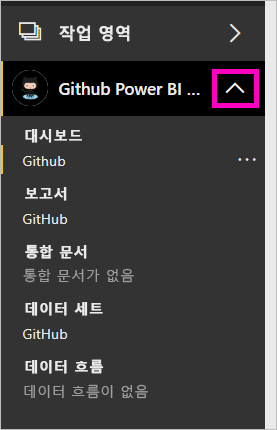 작업 영역
Github Power BI ...
대시보드
Github
보고서
GitHub
통합 문서
통합 문서가 없음
데이터 세트
GitHub
데이터 흐름
데이터 흐름이 없음